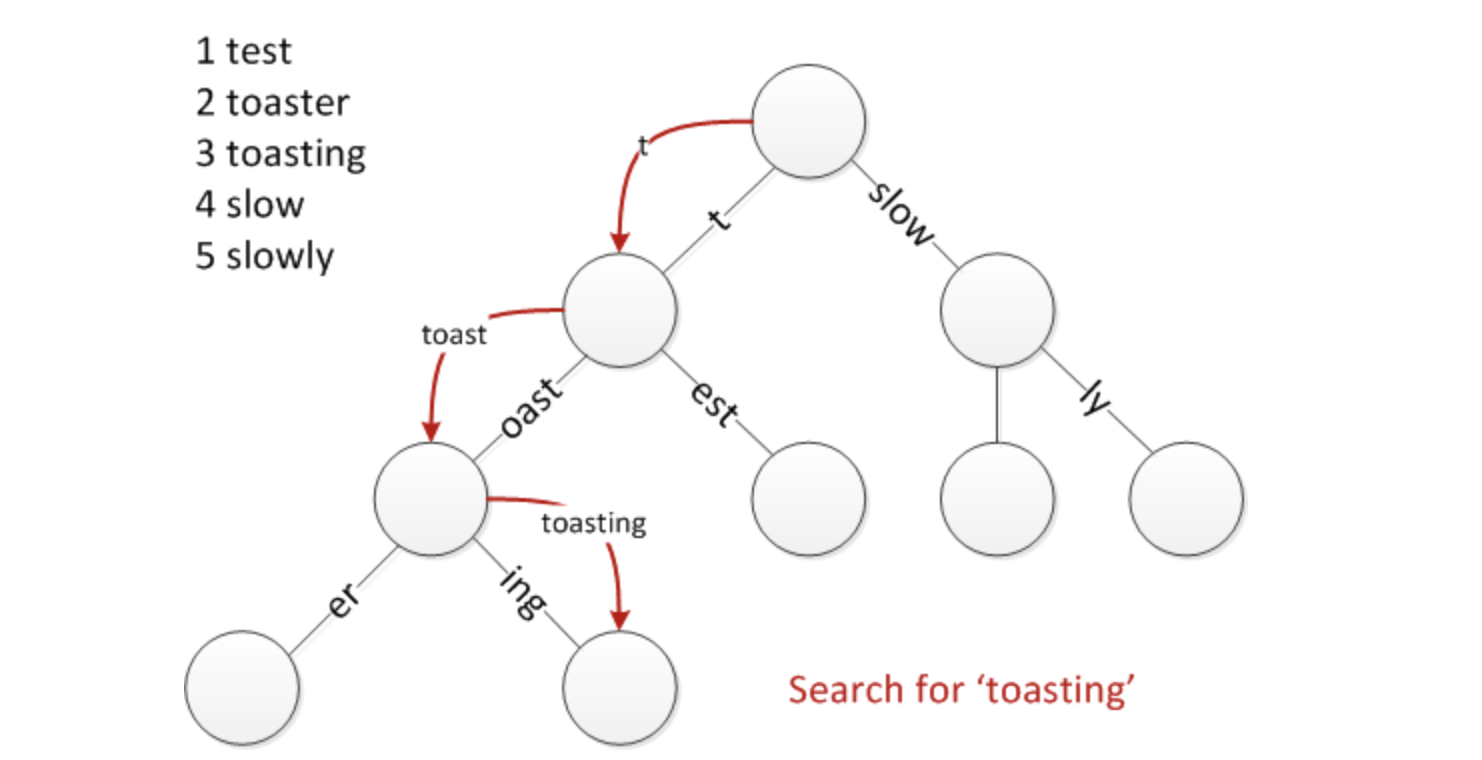 1 test
2 toaster
3 toasting
4 slow
5 slowly
t
t
slow
toast
oast
est
ly
toasting
er
ing
Search for ‘toasting’